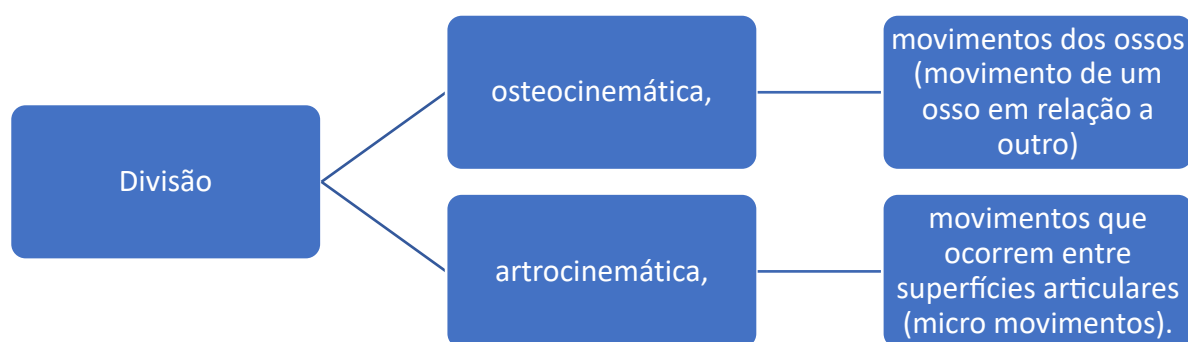 Divisão
osteocinemática,
movimentos dos ossos
(movimento de um
osso em relação a
outro)
artrocinemática,
movimentos que
ocorrem entre
superfícies articulares
(micro movimentos).